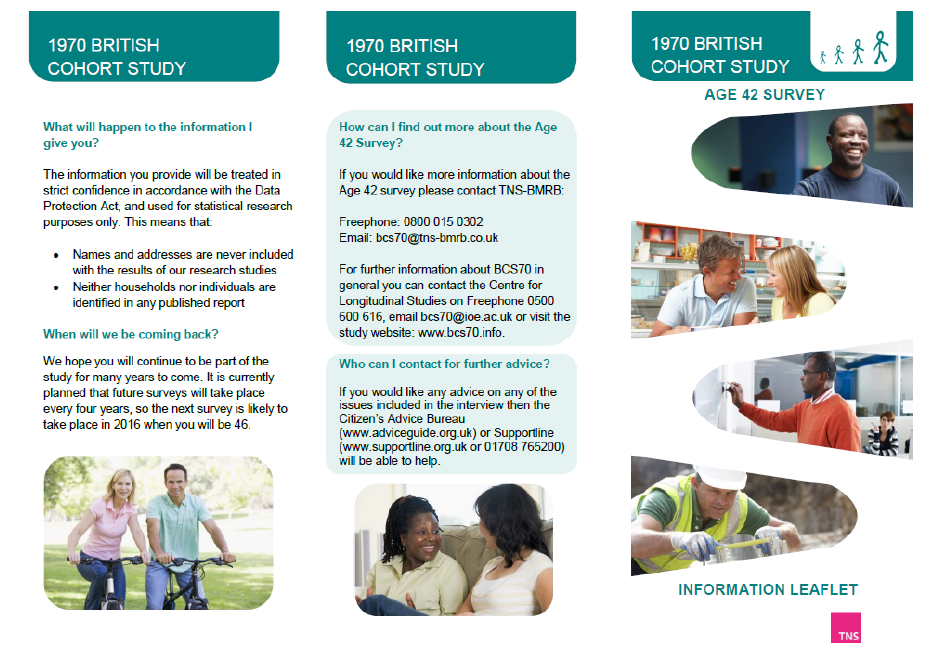 1970 BRITISH
COHORT STUDY
What will happen to the information I
give you?
The information you provide will be treated in
strict confidence in accordance with the Data
Protection Act, and used for statistical research
purposes only. This means that:
• Names and addresses are never included
with the results of our research studies
• Neither households nor individuals are
identified in any published report
When will we be coming back?
We hope you will continue to be part of the
study for many years to come. It is currently
planned that future surveys will take place
every four years, so the next survey is likely to
take place in 2016 when you will be 46.
1970 BRITISH
COHORT STUDY
How can I find out more about the Age
42 Survey?
If you would like more information about the
Age 42 survey please contact TNS-BMRB:
Freephone: 0800 015 0302
Email: bcs70@tns-bmrb.co.uk
For further information about BCS70 in
general you can contact the Centre for
Longitudinal Studies on Freephone 0500
600 616, email bcs70@ioe.ac.uk or visit the
study website: www.bcs70.info.
Who can I contact for further advice?
If you would like any advice on any of the
issues included in the interview then the
Citizen's Advice Bureau
(www.adviceguide.org.uk) or Supportline
(www.supportline.org.uk or 01708 765200)
will be able to help.
1970 BRITISH
COHORT STUDY
AGE 42 SURVEY
INFORMATION LEAFLET
TNS